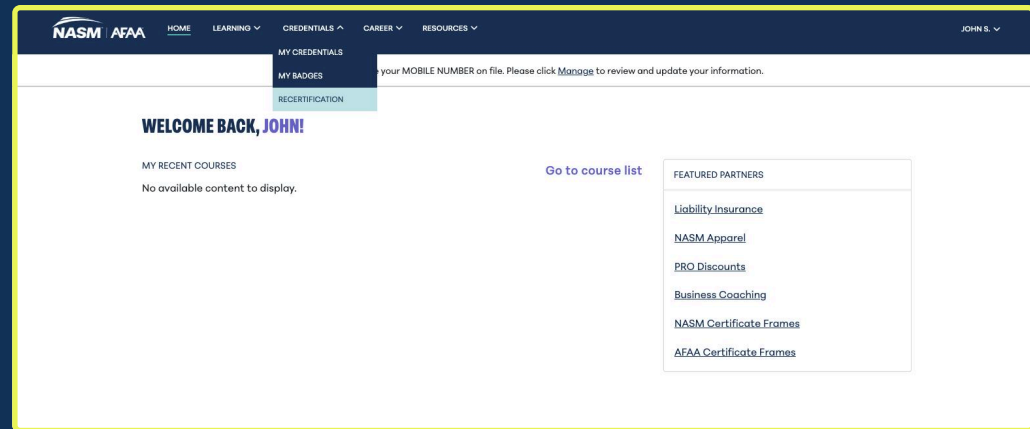 NASM | AFAA HOME LEARNING CREDENTIALS CAREER RESOURCES JOHN S.
MY CREDENTIALS
MY BADGES
RECERTIFICATION
your MOBILE NUMBER on file. Please click Manage to review and update your information.
WELCOME BACK, JOHN!
MY RECENT COURSES
Go to course list
No available content to display.
FEATURED PARTNERS
Liability Insurance
NASM Apparel
PRO Discounts
Business Coaching
NASM Certificate Frames
AFAA Certificate Frames